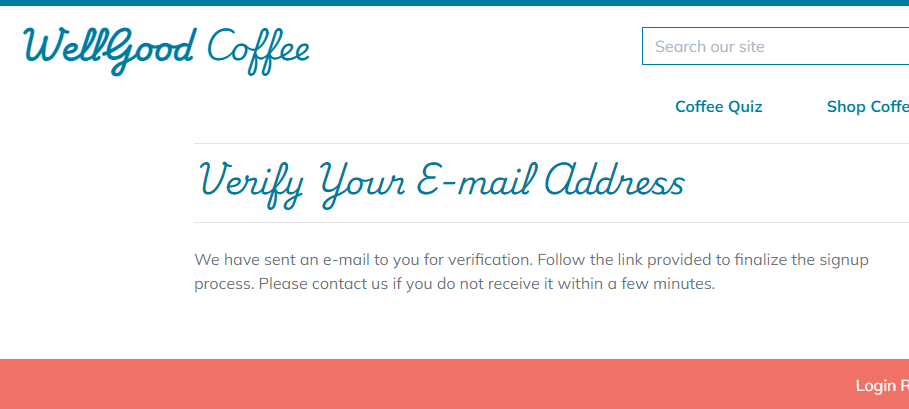 WellGood Coffee
Search our site
Coffee Quiz Shop Coffe
Verify Your E-mail Address
We have sent an e-mail to you for verification. Follow the link provided to finalize the signup
process. Please contact us if you do not receive it within a few minutes.
Login R